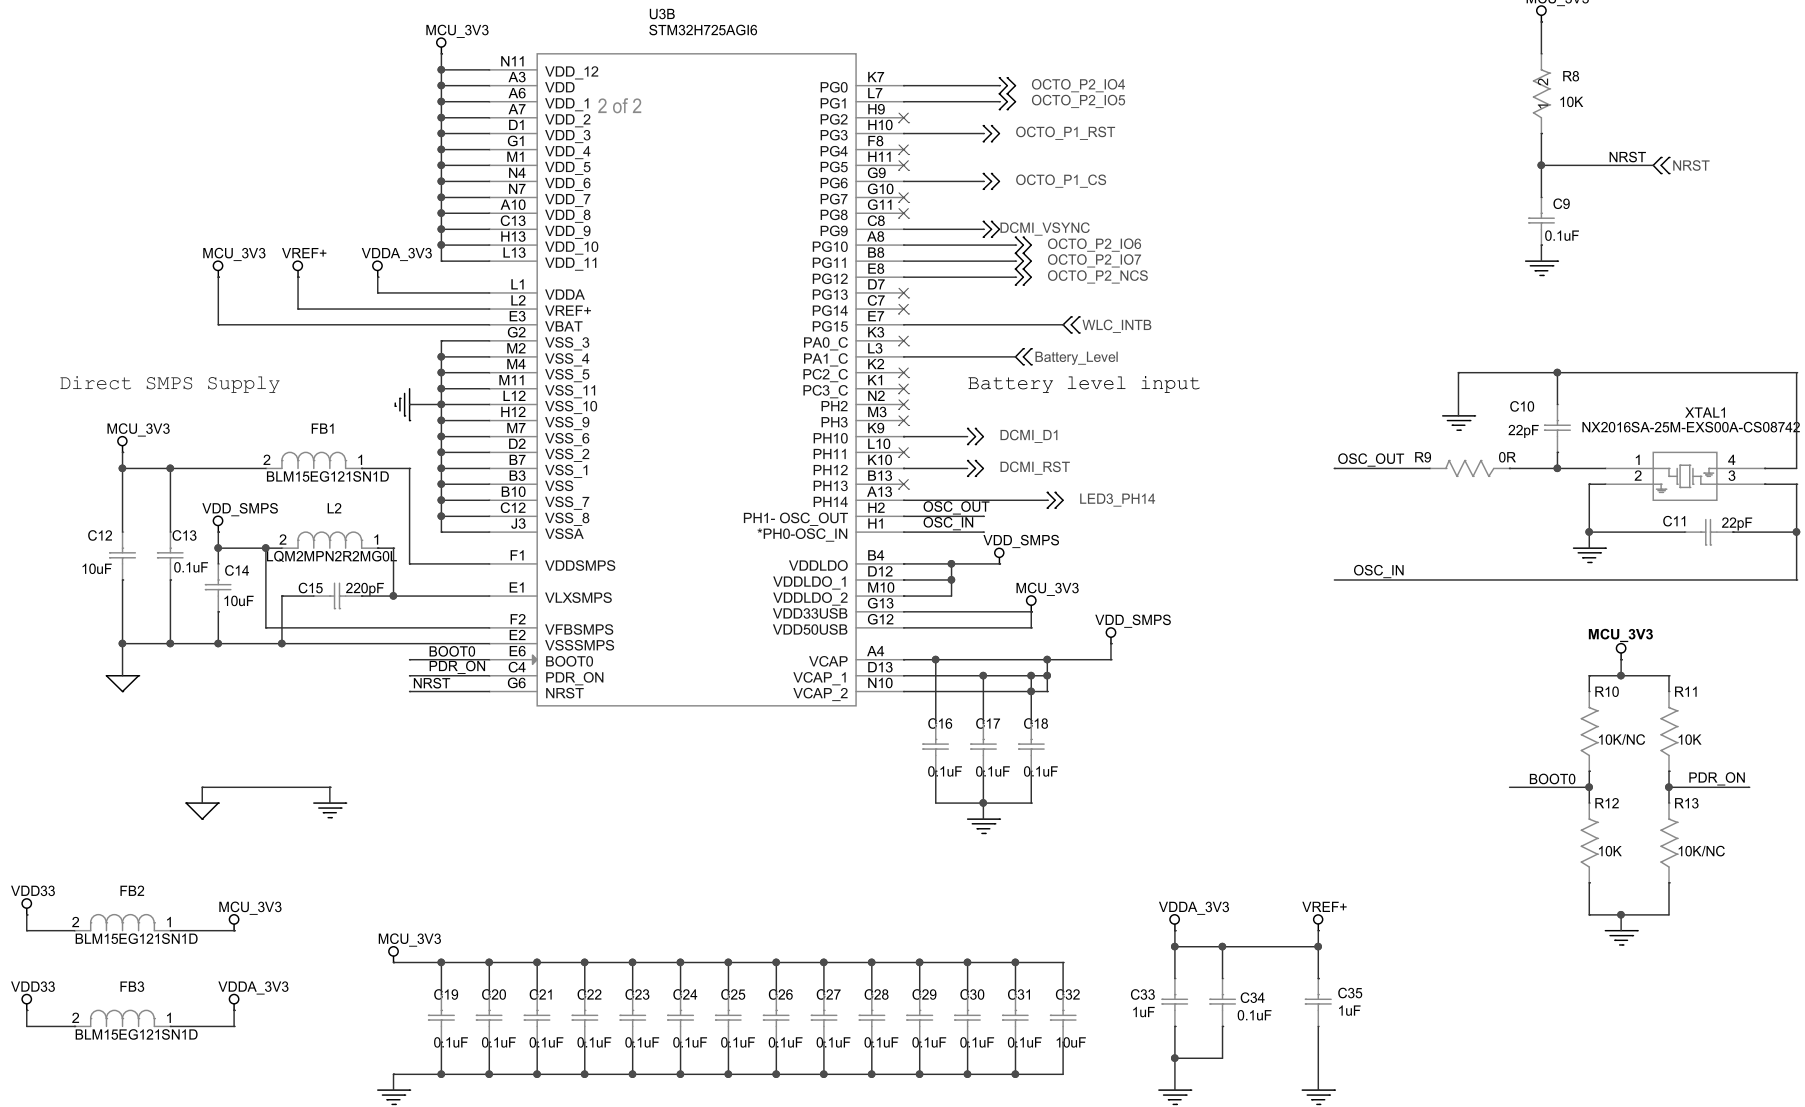 U3B
STM32H725AGI6
MCU_3V3
N11 VDD_12
A3 VDD
A6 VDD_1
2 of 2
A7 VDD_2
D1 VDD_3
G1 VDD_4
M1 VDD_5
N4 VDD_6
N7 VDD_7
A10 VDD_8
C13 VDD_9
H13 VDD_10
L13 VDD_11
MCU_3V3 VREF+ VDDA_3V3
L1 VDDA
L2 VREF+
E3 VBAT
G2 VSS_3
M2 VSS_4
M4 VSS_5
M11 VSS_11
L12 VSS_10
H12 VSS_9
M7 VSS_6
D2 VSS_2
B7 VSS_1
B3 VSS
B10 VSS_7
C12 VSS_8
J3 VSSA
F1 VDDSMPS
E1 VLXSMPS
F2 VFBSMPS
E2 VSSSMPS
BOOT0 E6 BOOT0
PDR_ON C4 PDR_ON
NRST G6 NRST
PG0 K7 OCTO_P2_IO4
PG1 L7 OCTO_P2_IO5
PG2 H9
PG3 H10 OCTO_P1_RST
PG4 F8
PG5 H11
PG6 G9 OCTO_P1_CS
PG7 G10
PG8 G11
PG9 C8 DCMI_VSYNC
PG10 A8 OCTO_P2_IO6
PG11 B8 OCTO_P2_IO7
PG12 E8 OCTO_P2_NCS
PG13 D7
PG14 C7
PG15 E7 WLC_INTB
PA0_C K3
PA1_C L3 Battery_Level
PC2_C K2
Battery level input
PC3_C K1
PH2 N2
PH3 M3
PH10 K9 DCMI_D1
PH11 L10
PH12 K10 DCMI_RST
PH13 B13
PH14 A13 LED3_PH14
PH1- OSC_OUT H2 OSC_OUT
*PH0-OSC_IN H1 OSC_IN
VDD_SMPS
VDDLDO B4
VDDLDO_1 D12
VDDLDO_2 M10
MCU_3V3
VDD33USB G13
VDD50USB G12
VDD_SMPS
VCAP A4
VCAP_1 D13
VCAP_2 N10
C16 C17 C18
0.1uF 0.1uF 0.1uF
Direct SMPS Supply
MCU_3V3
FB1
2 1
BLM15EG121SN1D
VDD_SMPS
L2
2 1
LQM2MPN2R2MG0L
C12
10uF
C13
0.1uF
C14
10uF
C15 220pF
MCU_3V3
R8
1 2
10K
NRST NRST
C9
0.1uF
C10
22pF
XTAL1
NX2016SA-25M-EXS00A-CS08742
OSC_OUT R9 0R
1 4
2 3
C11 22pF
OSC_IN
MCU_3V3
R10 R11
10K/NC 10K
BOOT0 PDR_ON
R12 R13
10K 10K/NC
VDD33 FB2 MCU_3V3
2 1
BLM15EG121SN1D
VDD33 FB3 VDDA_3V3
2 1
BLM15EG121SN1D
MCU_3V3
C19 C20 C21 C22 C23 C24 C25 C26 C27 C28 C29 C30 C31 C32
0.1uF 0.1uF 0.1uF 0.1uF 0.1uF 0.1uF 0.1uF 0.1uF 0.1uF 0.1uF 0.1uF 0.1uF 0.1uF 10uF
VDDA_3V3 VREF+
C33 C34 C35
1uF 0.1uF 1uF